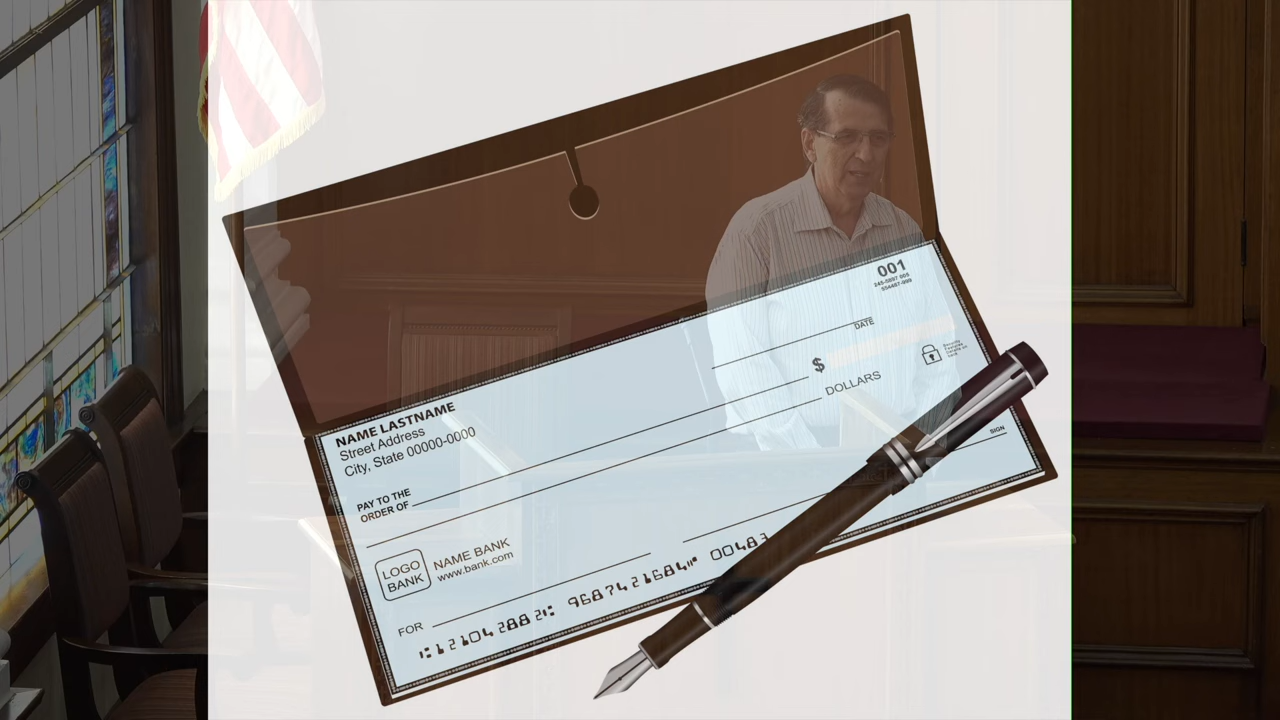 001
DATE
$
DOLLARS
NAME LASTNAME
Street Address
City, State 00000-0000
PAY TO THE
ORDER OF
LOGO
BANK
NAME BANK
www.bank.com
SIGN
FOR